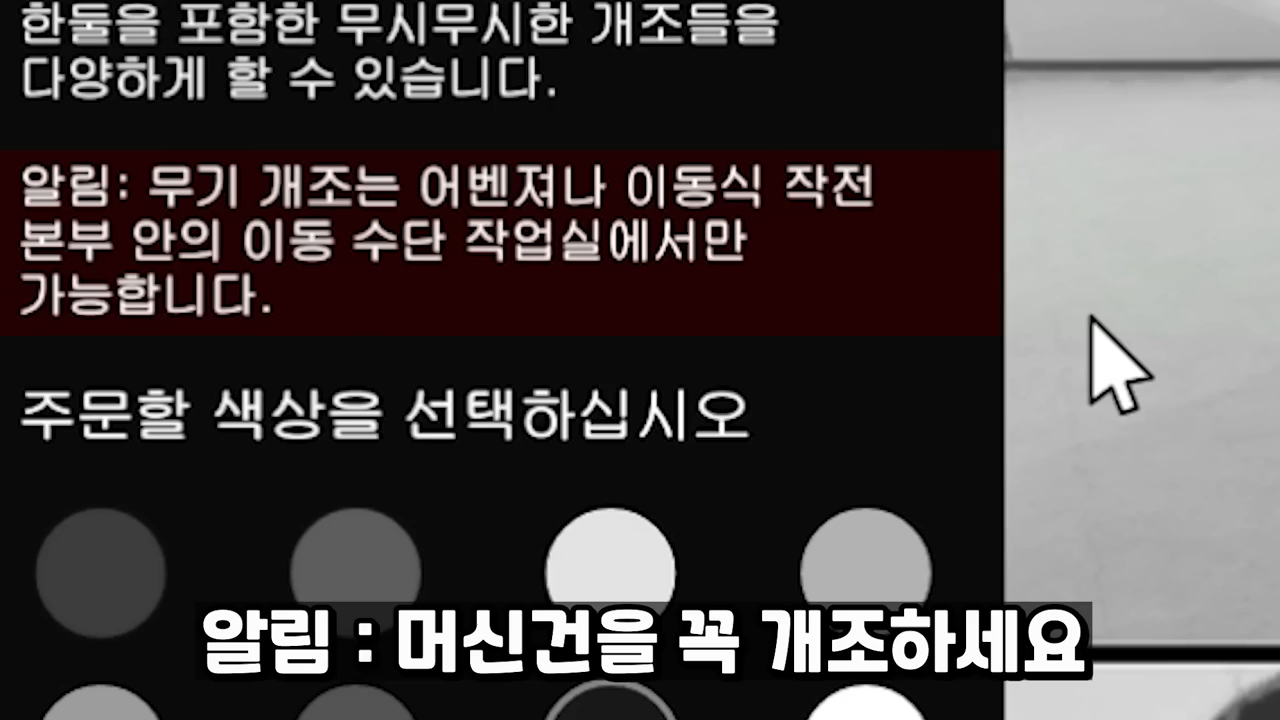 한둘을 포함한 무시무시한 개조들을
다양하게 할 수 있습니다.
알림: 무기 개조는 어벤져나 이동식 작전
본부 안의 이동 수단 작업실에서만
가능합니다.
주문할 색상을 선택하십시오
알림 : 머신건을 꼭 개조하세요